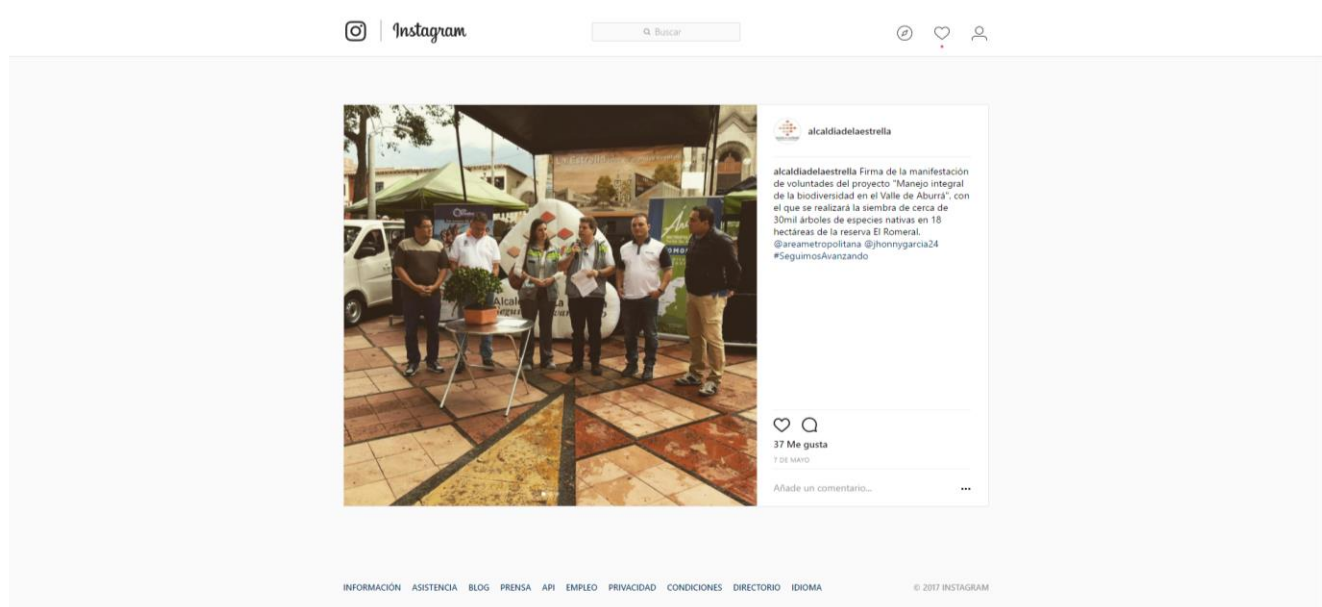 Instagram
Buscar
alcaldiadelaestrella
alcaldiadelaestrella Firma de la manifestación
de voluntades del proyecto "Manejo integral
de la biodiversidad en el Valle de Aburrá", con
el que se realizará la siembra de cerca de
30mil árboles de especies nativas en 18
hectáreas de la reserva El Romeral.
@areametropolitana @jhonnygarcia24
#SeguimosAvanzando
37 Me gusta
7 DE MAYO
Añade un comentario...
INFORMACIÓN ASISTENCIA BLOG PRENSA API EMPLEO PRIVACIDAD CONDICIONES DIRECTORIO IDIOMA
© 2017 INSTAGRAM